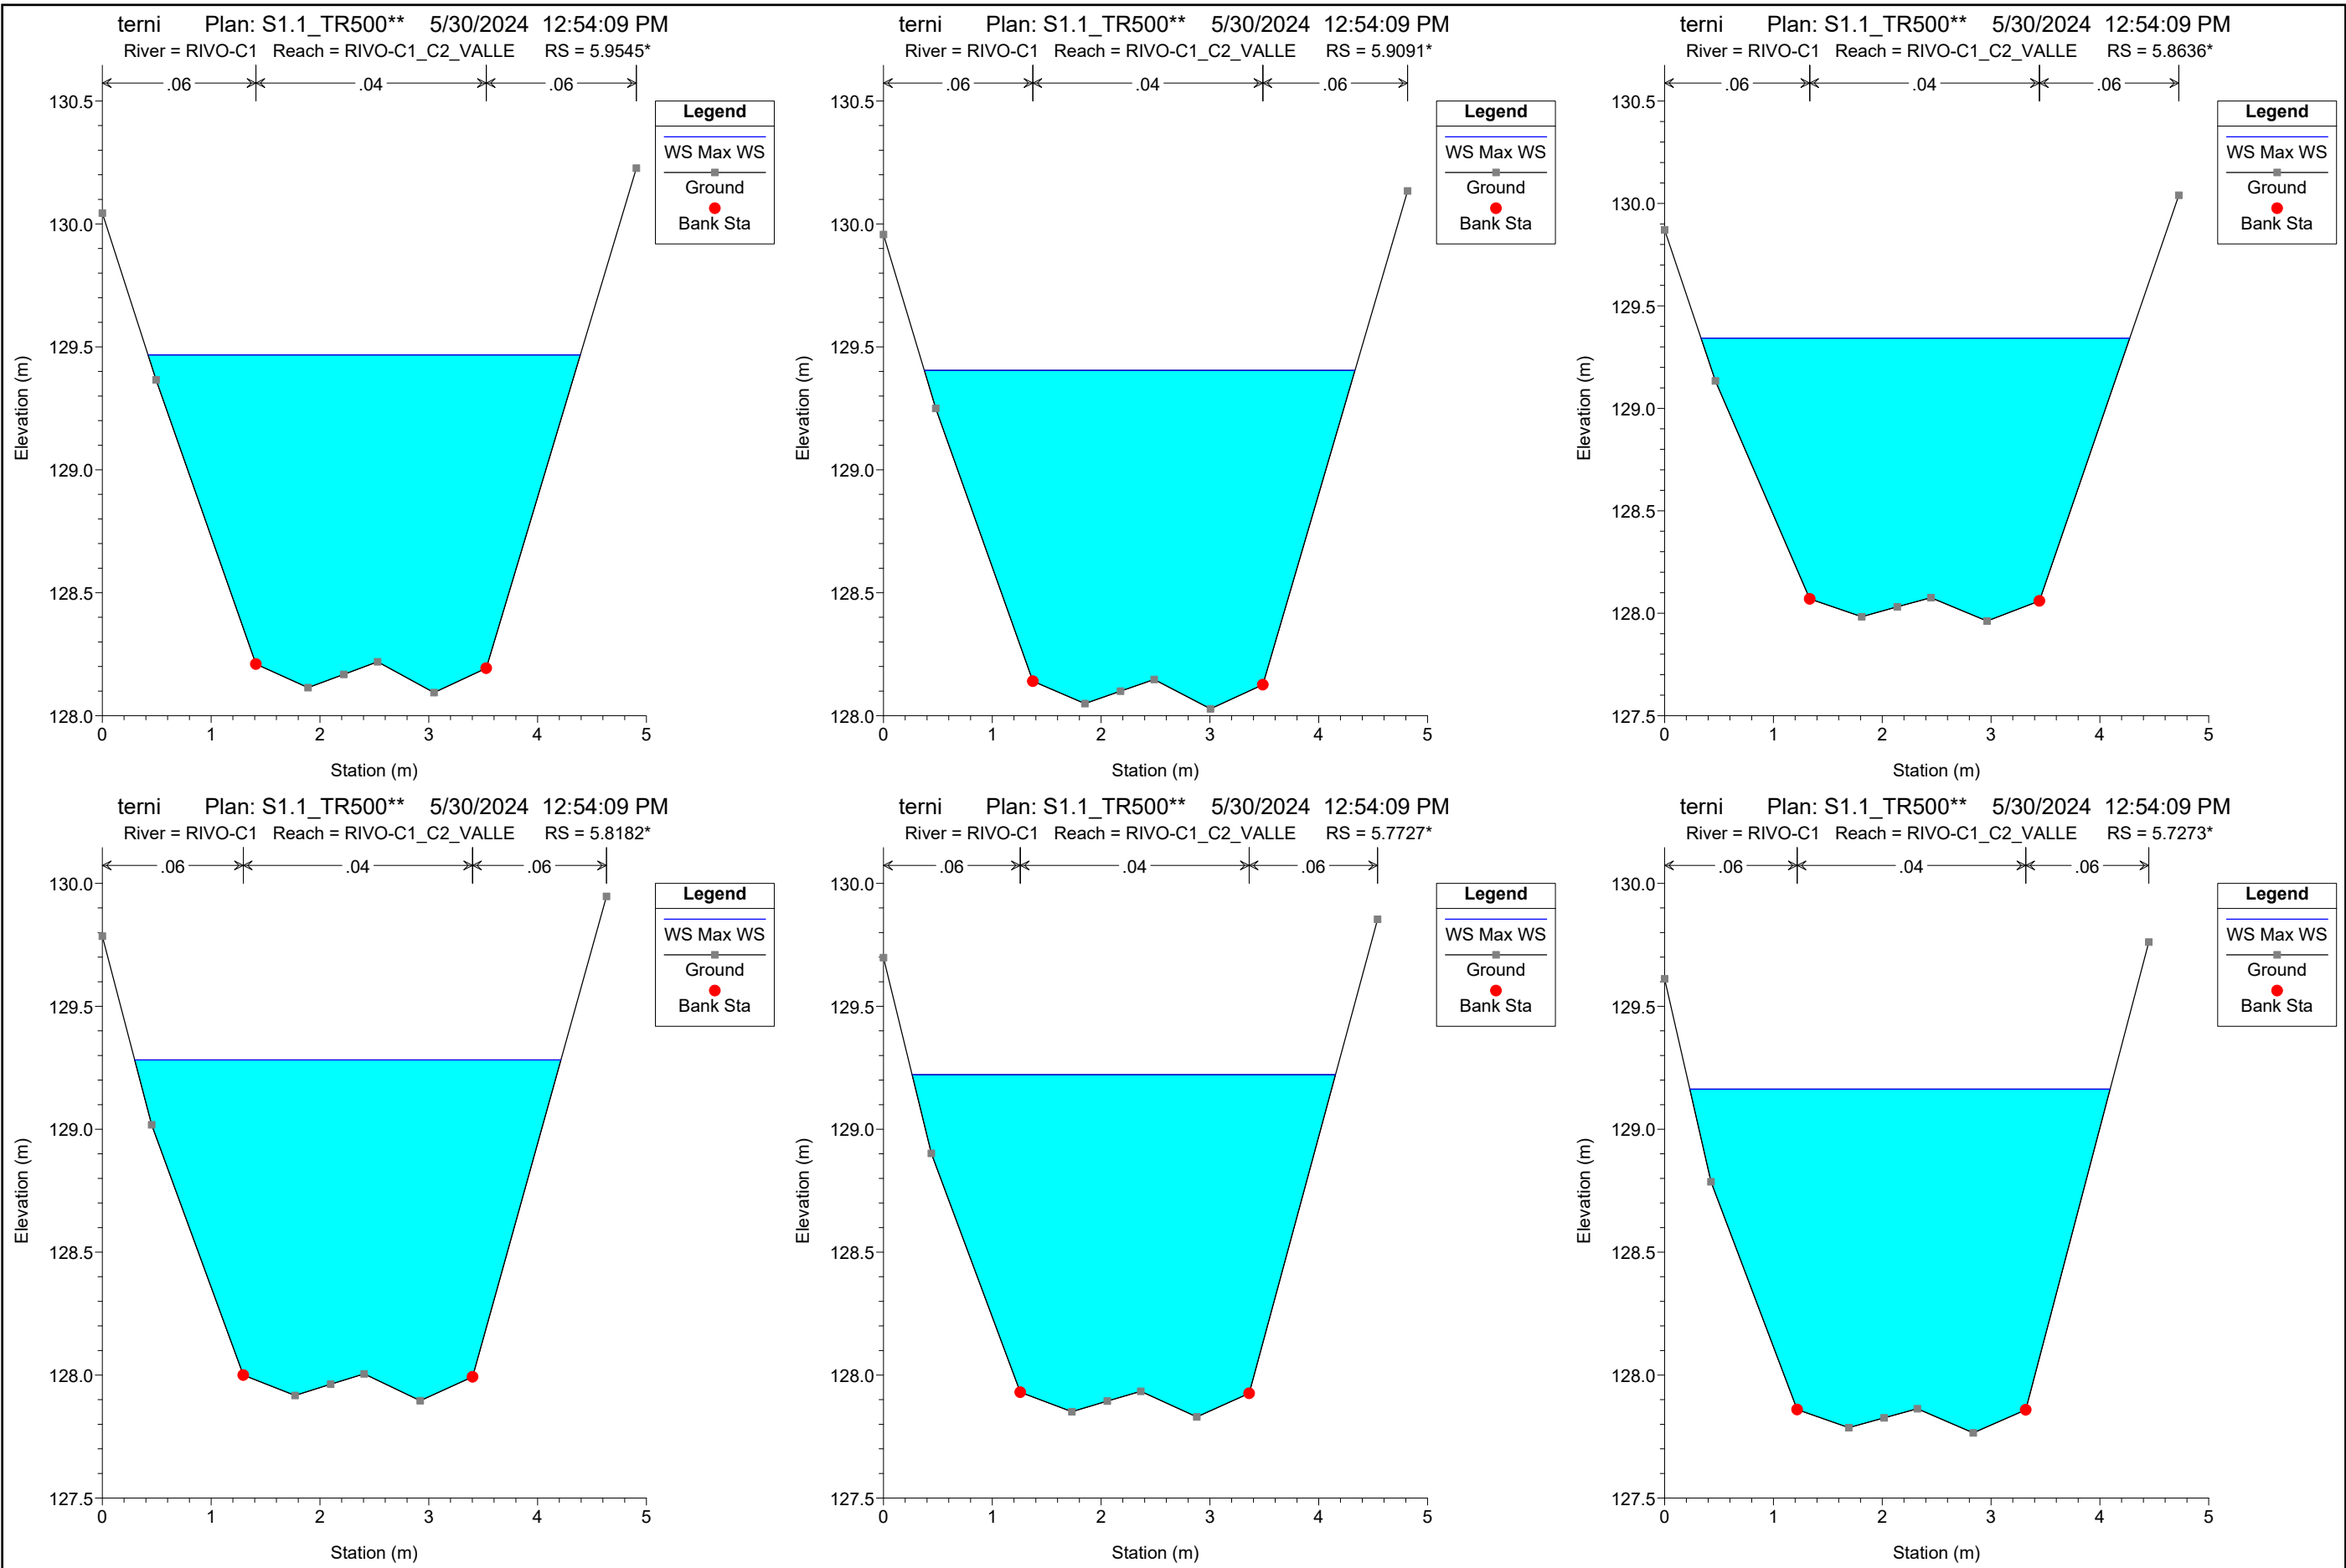 terni Plan: S1.1_TR500** 5/30/2024 12:54:09 PM
River = RIVO-C1 Reach = RIVO-C1_C2_VALLE RS = 5.9545*
.06 .04 .06
130.5
130.0
129.5
129.0
128.5
128.0
0 1 2 3 4 5
Station (m)
Elevation (m)
Legend
WS Max WS
Ground
Bank Sta
terni Plan: S1.1_TR500** 5/30/2024 12:54:09 PM
River = RIVO-C1 Reach = RIVO-C1_C2_VALLE RS = 5.9091*
.06 .04 .06
130.5
130.0
129.5
129.0
128.5
128.0
0 1 2 3 4 5
Station (m)
Elevation (m)
Legend
WS Max WS
Ground
Bank Sta
terni Plan: S1.1_TR500** 5/30/2024 12:54:09 PM
River = RIVO-C1 Reach = RIVO-C1_C2_VALLE RS = 5.8636*
.06 .04 .06
130.5
130.0
129.5
129.0
128.5
128.0
127.5
0 1 2 3 4 5
Station (m)
Elevation (m)
Legend
WS Max WS
Ground
Bank Sta
terni Plan: S1.1_TR500** 5/30/2024 12:54:09 PM
River = RIVO-C1 Reach = RIVO-C1_C2_VALLE RS = 5.8182*
.06 .04 .06
130.0
129.5
129.0
128.5
128.0
127.5
0 1 2 3 4 5
Station (m)
Elevation (m)
Legend
WS Max WS
Ground
Bank Sta
terni Plan: S1.1_TR500** 5/30/2024 12:54:09 PM
River = RIVO-C1 Reach = RIVO-C1_C2_VALLE RS = 5.7727*
.06 .04 .06
130.0
129.5
129.0
128.5
128.0
127.5
0 1 2 3 4 5
Station (m)
Elevation (m)
Legend
WS Max WS
Ground
Bank Sta
terni Plan: S1.1_TR500** 5/30/2024 12:54:09 PM
River = RIVO-C1 Reach = RIVO-C1_C2_VALLE RS = 5.7273*
.06 .04 .06
130.0
129.5
129.0
128.5
128.0
127.5
0 1 2 3 4 5
Station (m)
Elevation (m)
Legend
WS Max WS
Ground
Bank Sta